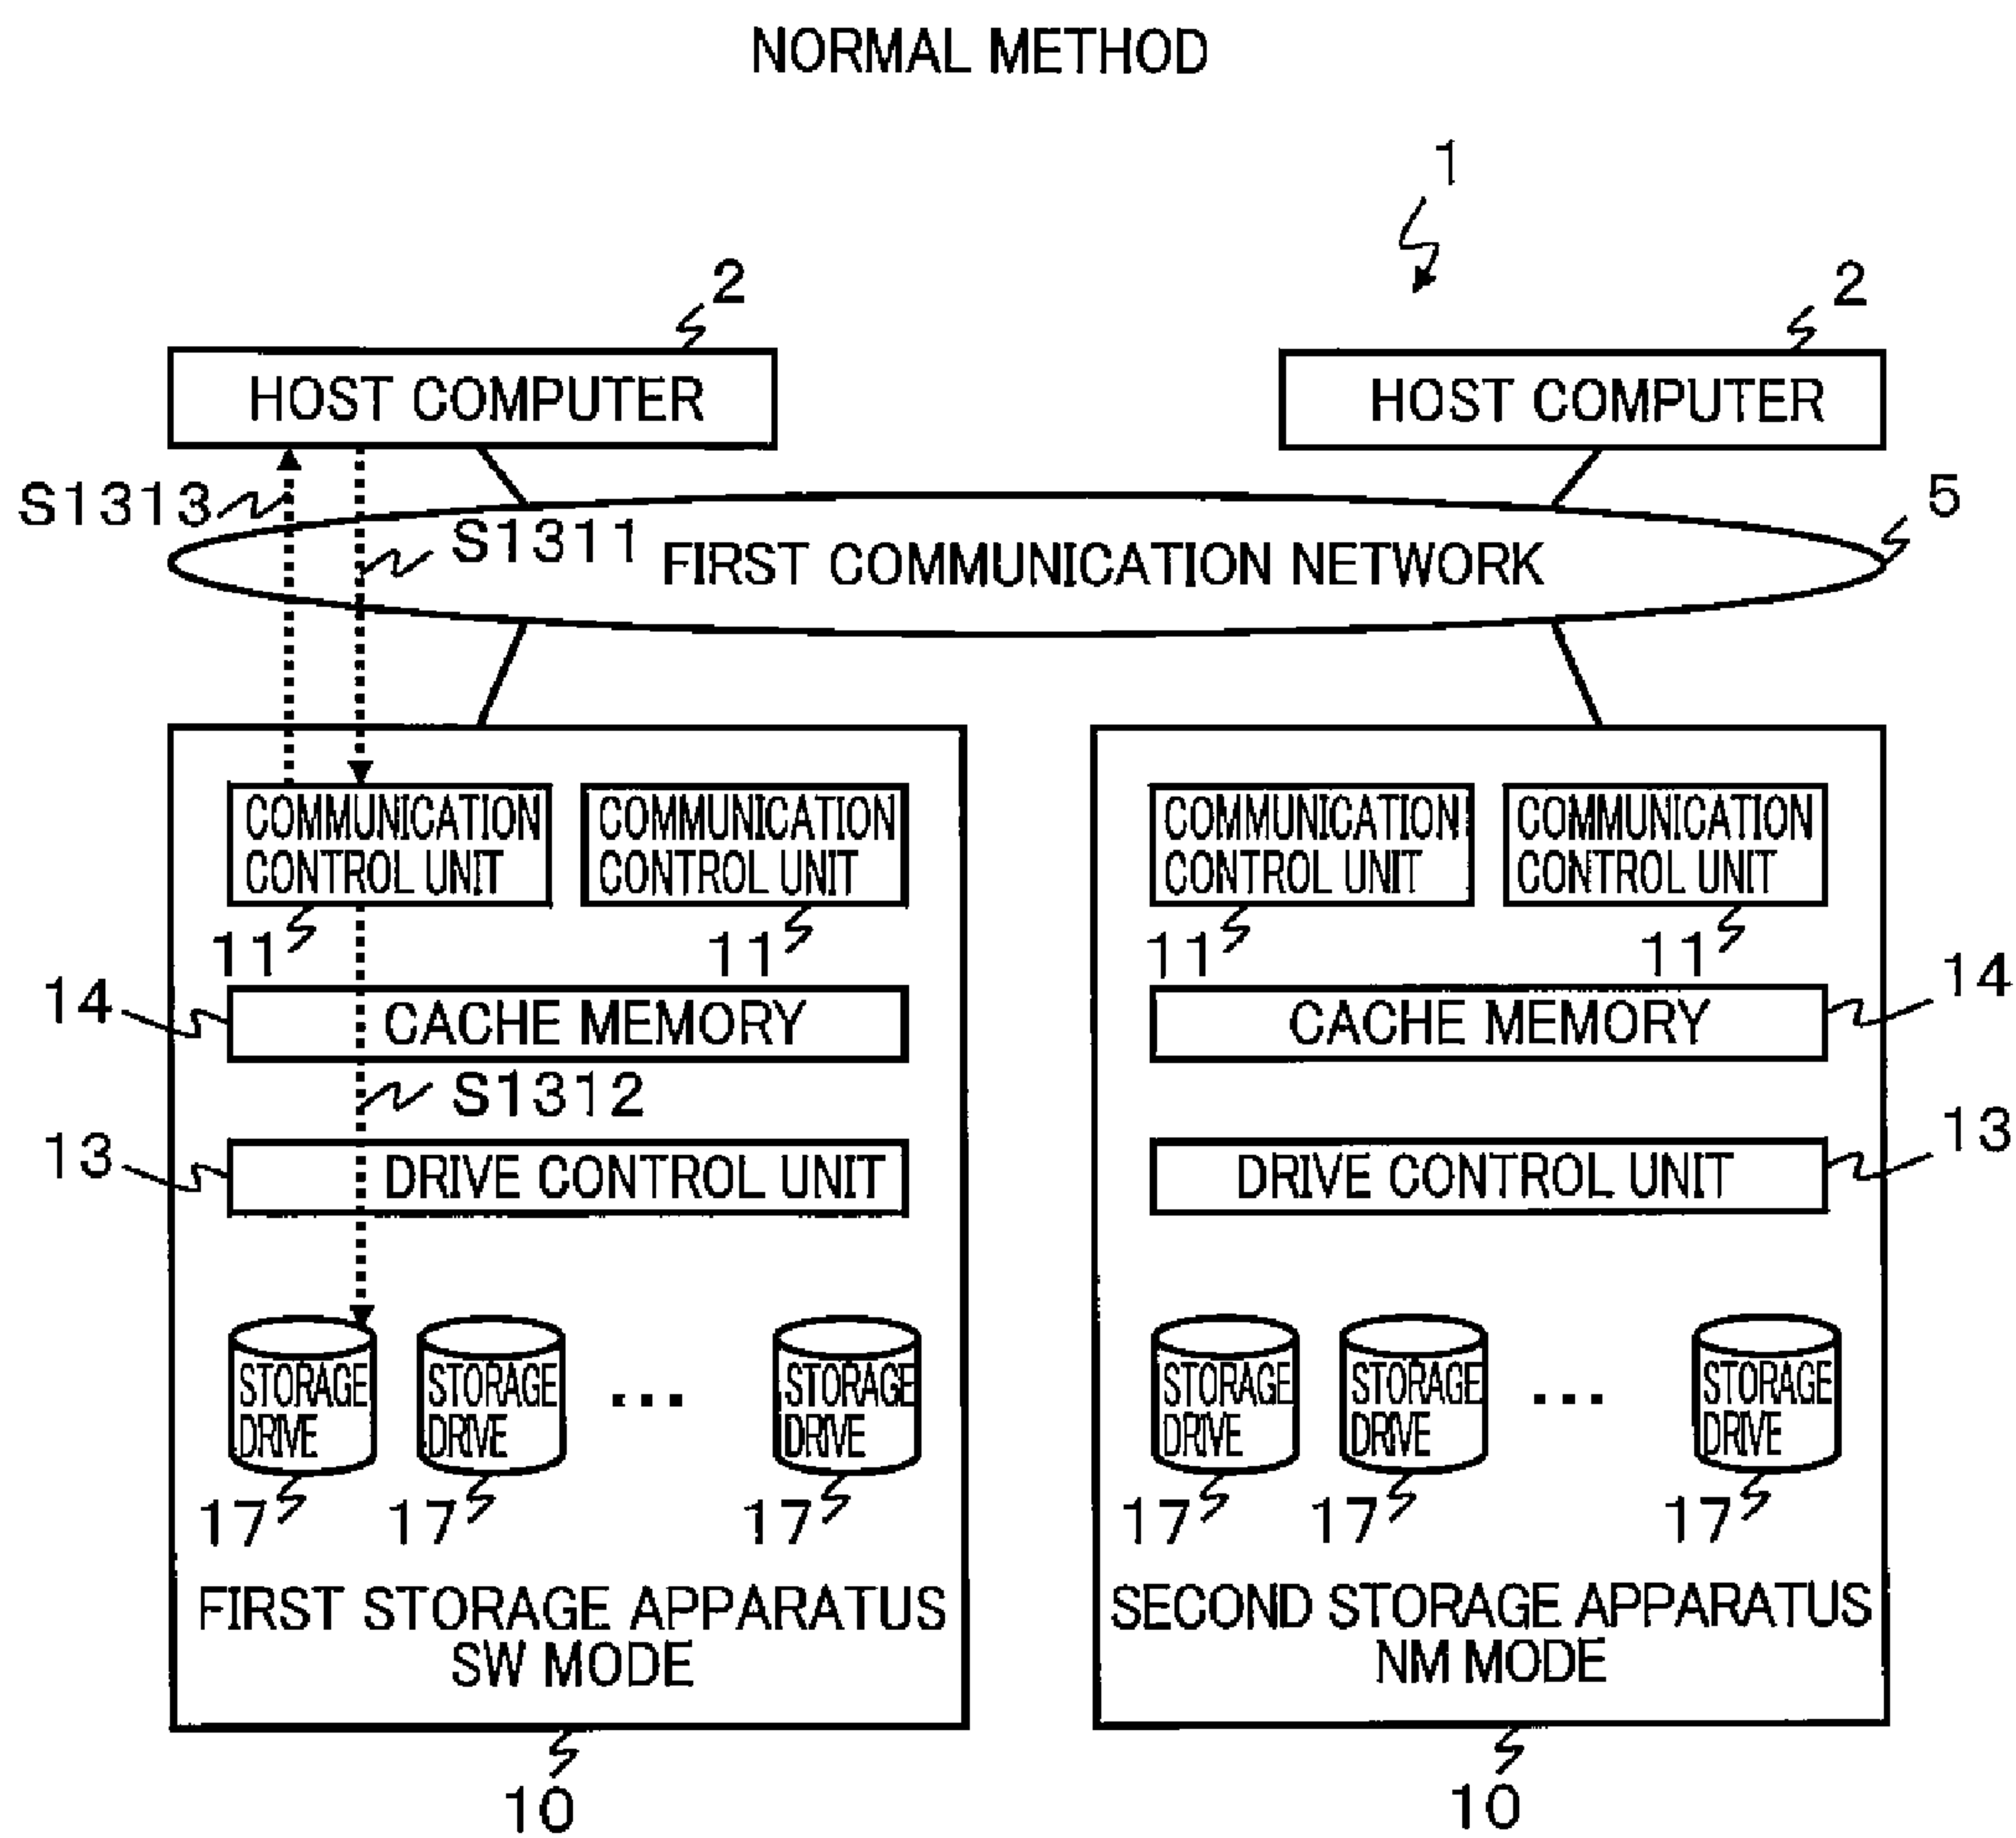 NORMAL METHOD
1
2
2
HOST COMPUTER
HOST COMPUTER
S1313
S1311
5
FIRST COMMUNICATION NETWORK
COMMUNICATION
CONTROL UNIT
COMMUNICATION
CONTROL UNIT
COMMUNICATION
CONTROL UNIT
COMMUNICATION
CONTROL UNIT
11
11
11
11
14
CACHE MEMORY
CACHE MEMORY
14
S1312
13
DRIVE CONTROL UNIT
DRIVE CONTROL UNIT
13
STORAGE
DRIVE
STORAGE
DRIVE
...
STORAGE
DRIVE
STORAGE
DRIVE
STORAGE
DRIVE
...
STORAGE
DRIVE
17
17
17
17
17
17
FIRST STORAGE APPARATUS
SW MODE
SECOND STORAGE APPARATUS
NM MODE
10
10